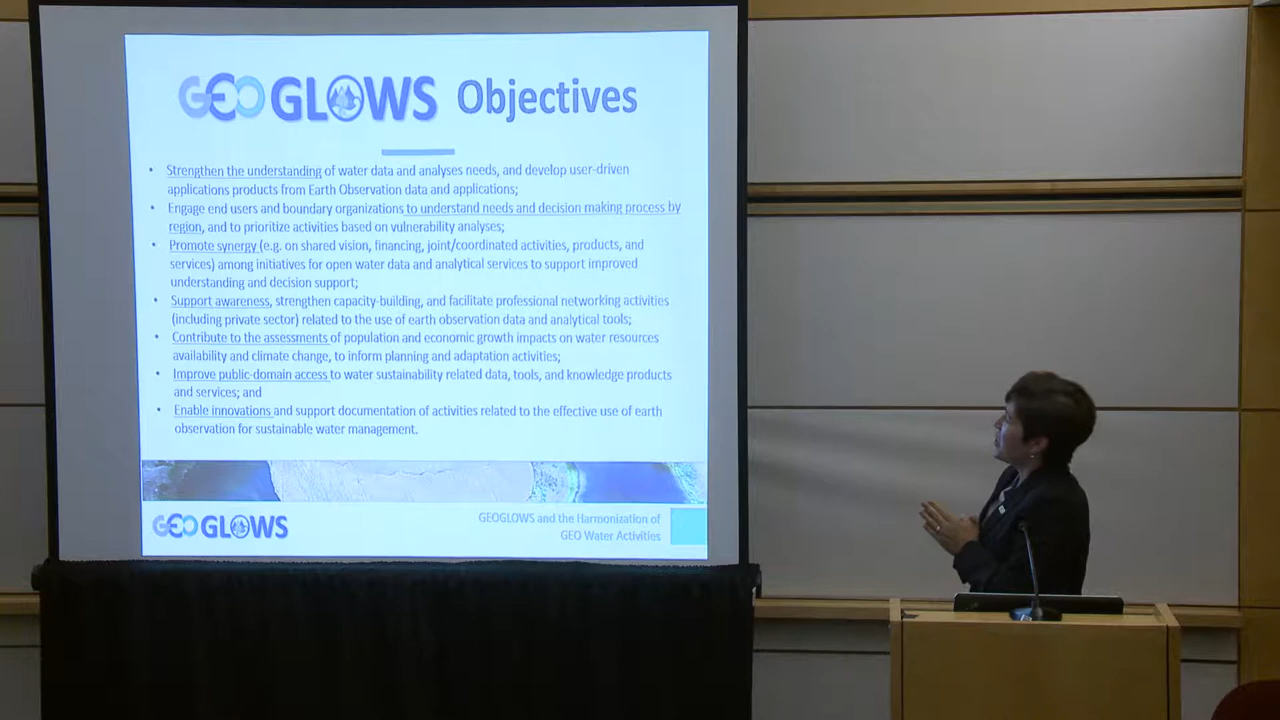 GEOGLOWS Objectives
• Strengthen the understanding of water data and analyses needs, and develop user-driven
applications products from Earth Observation data and applications;
• Engage end users and boundary organizations to understand needs and decision making process by
region, and to prioritize activities based on vulnerability analyses;
• Promote synergy (e.g. on shared vision, financing, joint/coordinated activities, products, and
services) among initiatives for open water data and analytical services to support improved
understanding and decision support;
• Support awareness, strengthen capacity-building, and facilitate professional networking activities
(including private sector) related to the use of earth observation data and analytical tools;
• Contribute to the assessments of population and economic growth impacts on water resources
availability and climate change, to inform planning and adaptation activities;
• Improve public-domain access to water sustainability related data, tools, and knowledge products
and services; and
• Enable innovations and support documentation of activities related to the effective use of earth
observation for sustainable water management.
GEOGLOWS
GEOGLOWS and the Harmonization of
GEO Water Activities